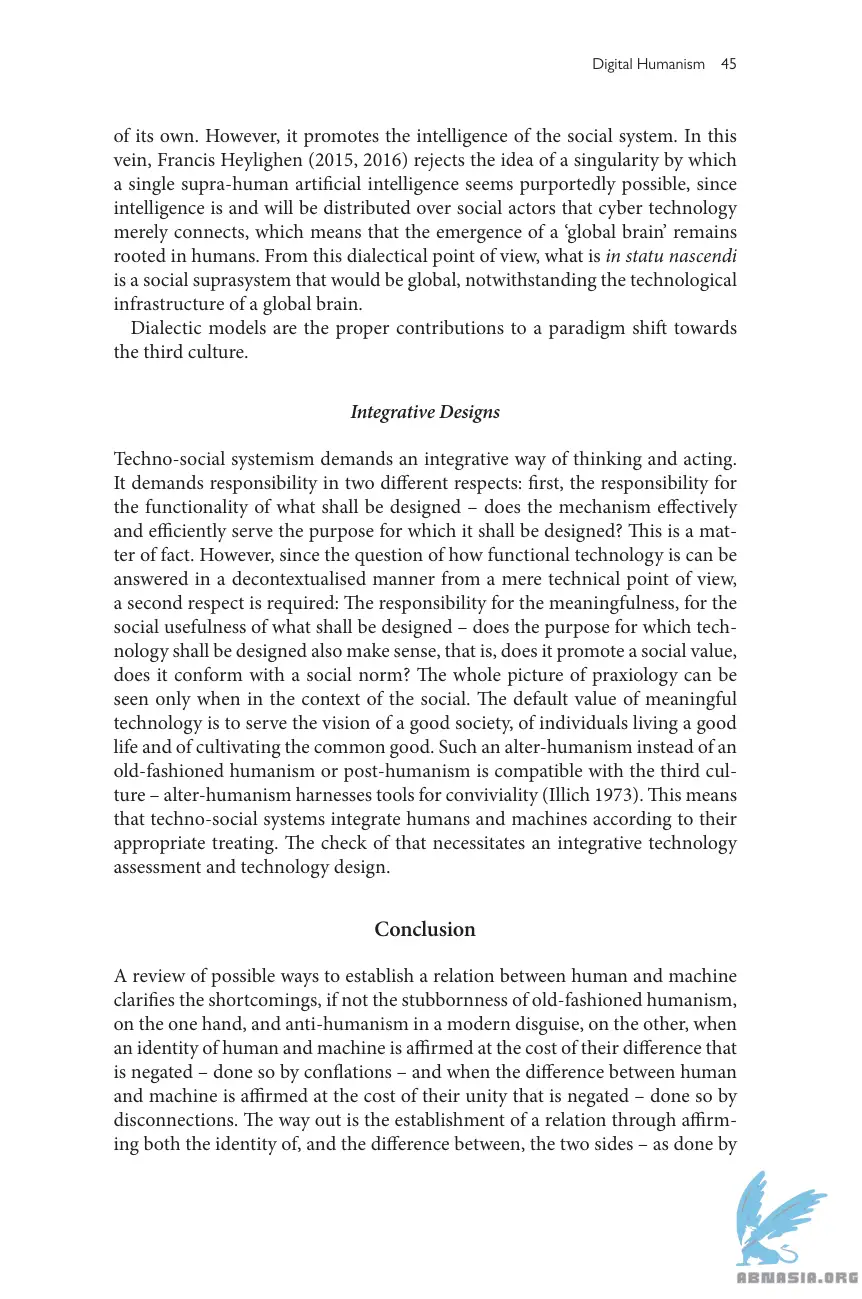 Digital Humanism 45
of its own. However, it promotes the intelligence of the social system. In this
vein, Francis Heylighen (2015, 2016) rejects the idea of a singularity by which
a single supra-human artificial intelligence seems purportedly possible, since
intelligence is and will be distributed over social actors that cyber technology
merely connects, which means that the emergence of a ‘global brain’ remains
rooted in humans. From this dialectical point of view, what is in statu nascendi
is a social suprasystem that would be global, notwithstanding the technological
infrastructure of a global brain.
Dialectic models are the proper contributions to a paradigm shift towards
the third culture.
Integrative Designs
Techno-social systemism demands an integrative way of thinking and acting.
It demands responsibility in two different respects: first, the responsibility for
the functionality of what shall be designed – does the mechanism effectively
and efficiently serve the purpose for which it shall be designed? This is a mat-
ter of fact. However, since the question of how functional technology is can be
answered in a decontextualised manner from a mere technical point of view,
a second respect is required: The responsibility for the meaningfulness, for the
social usefulness of what shall be designed – does the purpose for which tech-
nology shall be designed also make sense, that is, does it promote a social value,
does it conform with a social norm? The whole picture of praxiology can be
seen only when in the context of the social. The default value of meaningful
technology is to serve the vision of a good society, of individuals living a good
life and of cultivating the common good. Such an alter-humanism instead of an
old-fashioned humanism or post-humanism is compatible with the third cul-
ture – alter-humanism harnesses tools for conviviality (Illich 1973). This means
that techno-social systems integrate humans and machines according to their
appropriate treating. The check of that necessitates an integrative technology
assessment and technology design.
Conclusion
A review of possible ways to establish a relation between human and machine
clarifies the shortcomings, if not the stubbornness of old-fashioned humanism,
on the one hand, and anti-humanism in a modern disguise, on the other, when
an identity of human and machine is affirmed at the cost of their difference that
is negated – done so by conflations – and when the difference between human
and machine is affirmed at the cost of their unity that is negated – done so by
disconnections. The way out is the establishment of a relation through affirm-
ing both the identity of, and the difference between, the two sides – as done by
ABNASIA.ORG